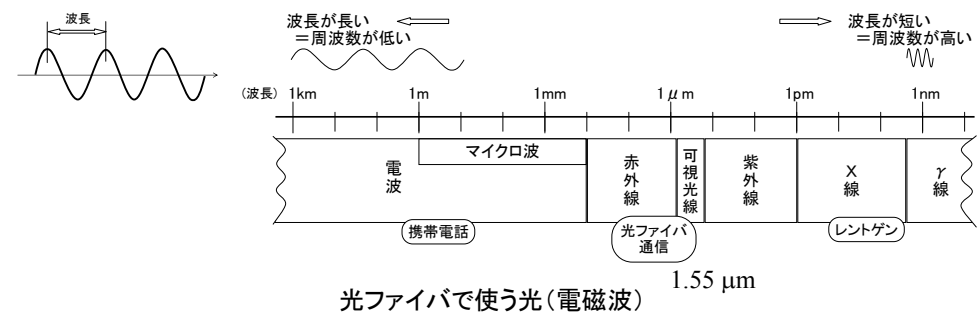 波長
波長が長い
＝周波数が低い
波長が短い
＝周波数が高い
(波長) 1km 1m 1mm 1μm 1pm 1nm
電波
マイクロ波
赤外線
可視光線
紫外線
X線
γ線
携帯電話
光ファイバ
通信
レントゲン
1.55 μm
光ファイバで使う光(電磁波)